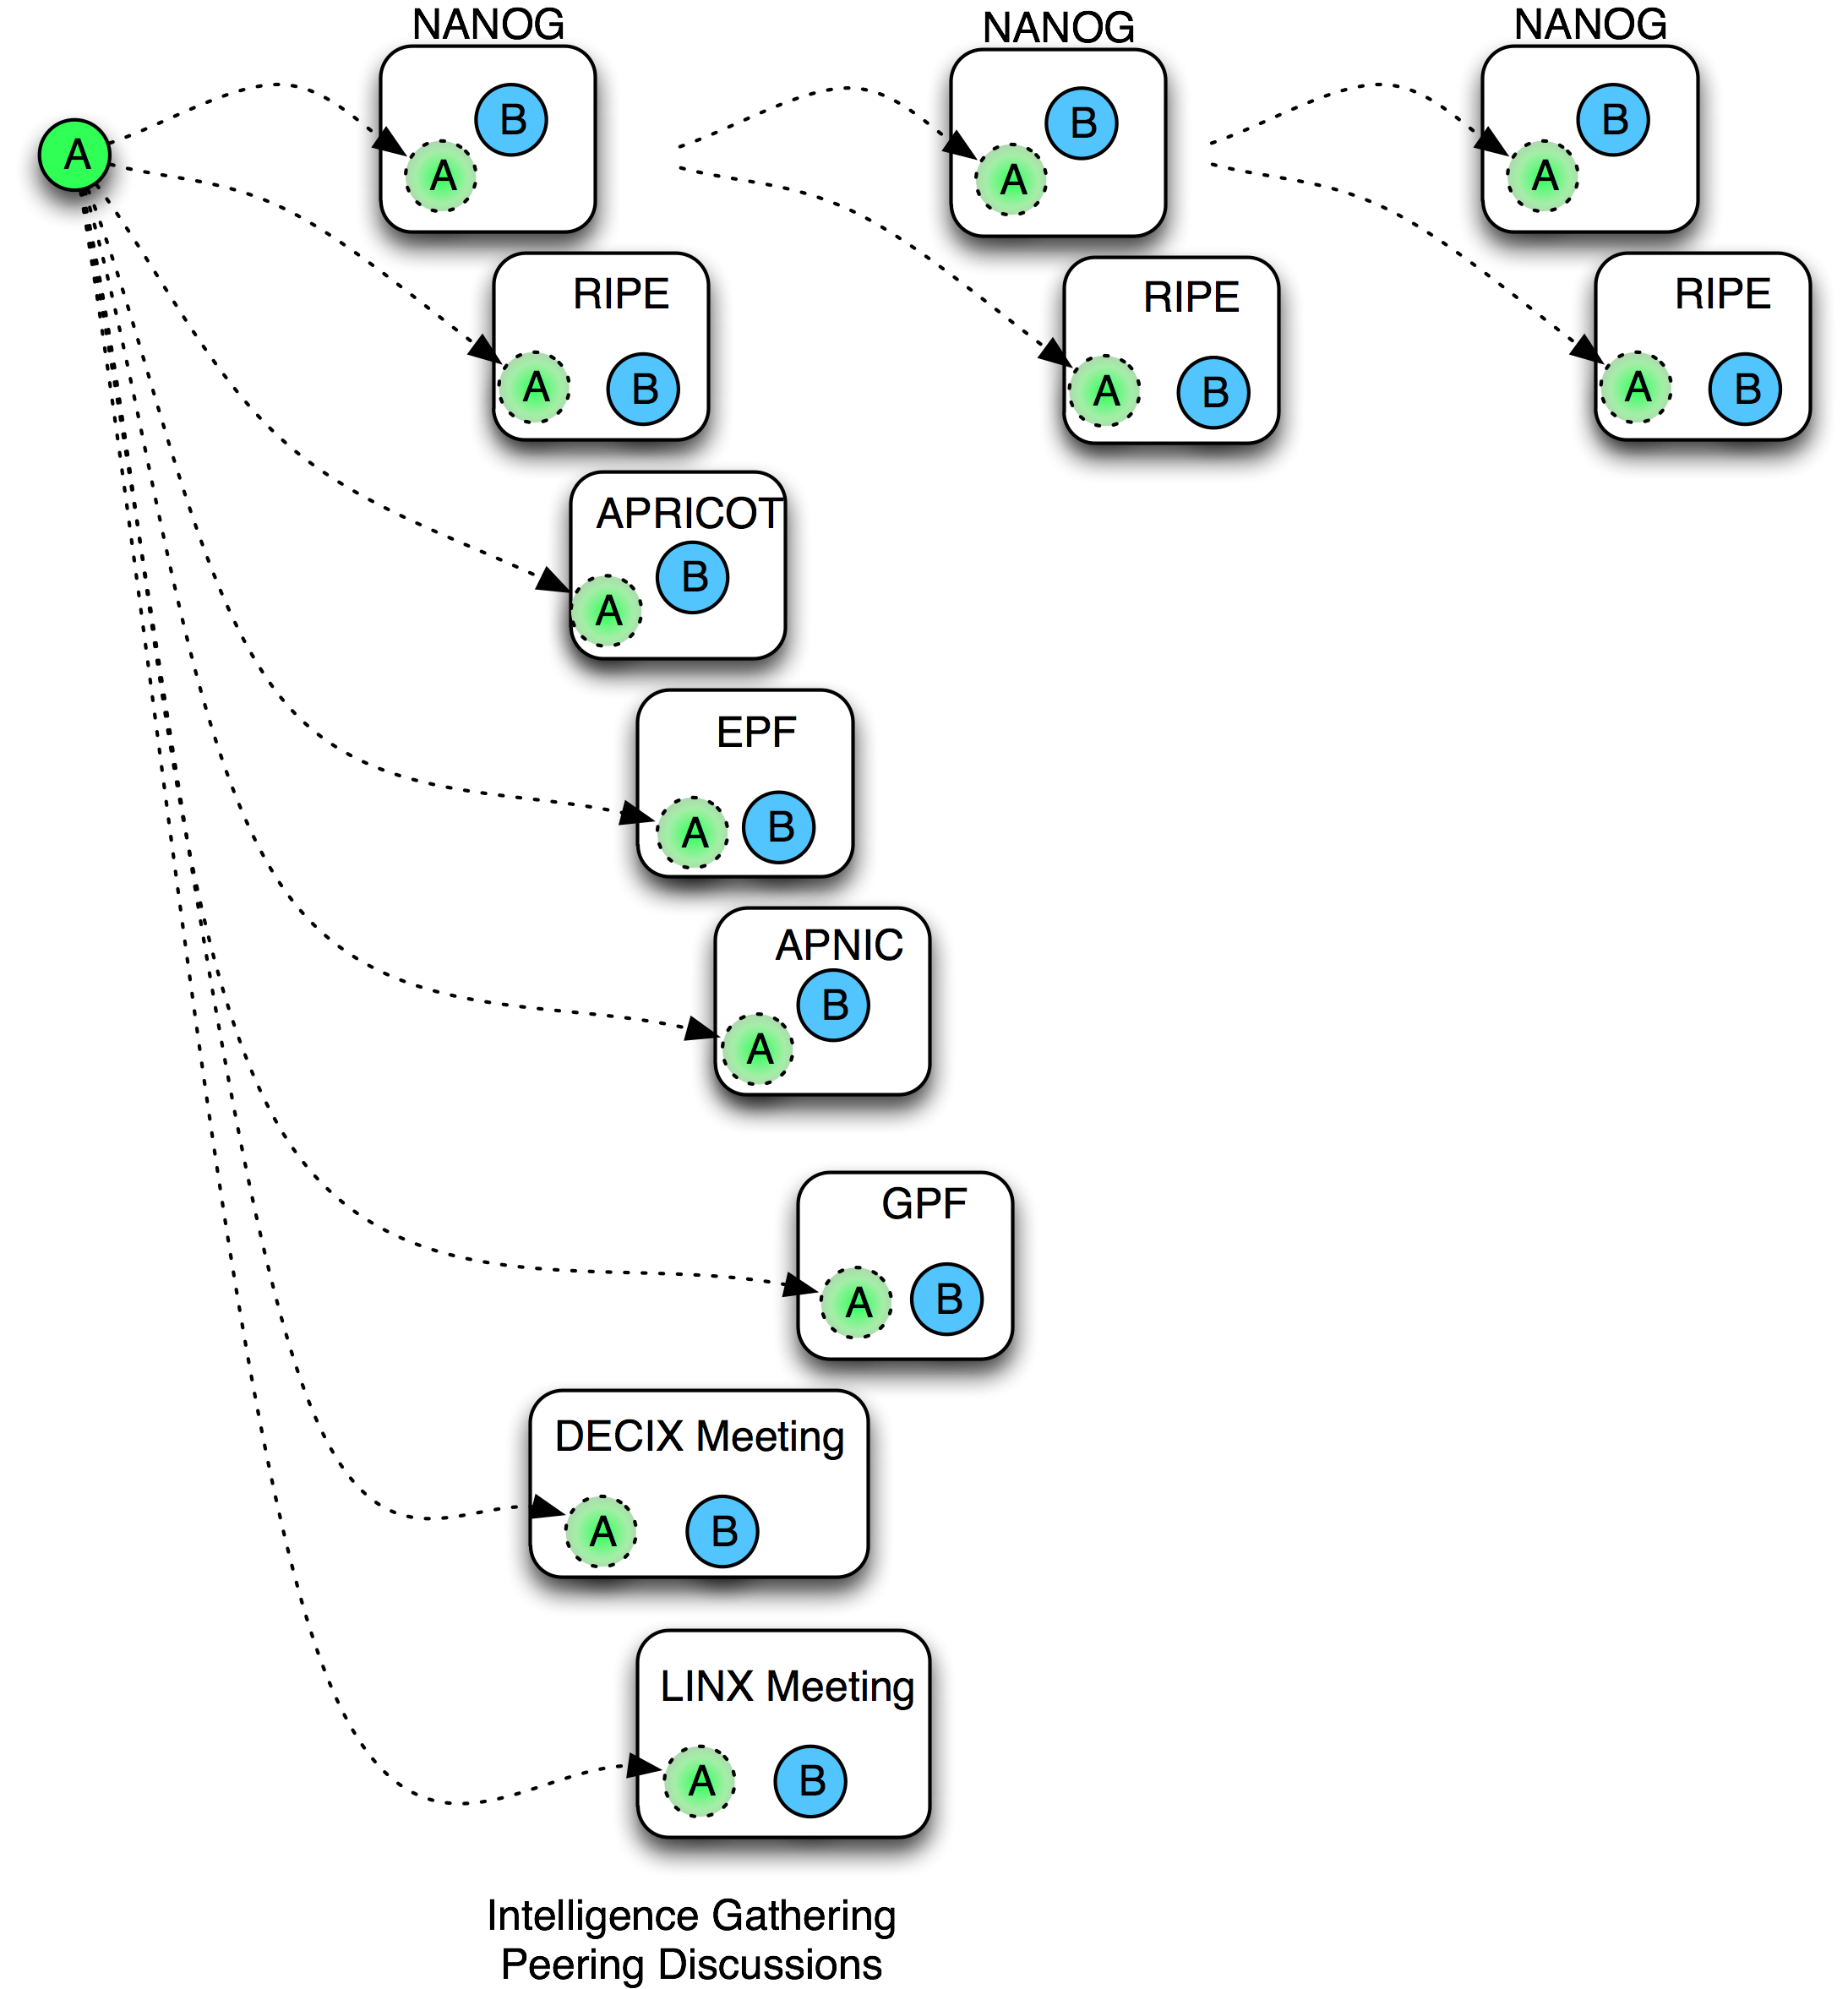 NANOG
NANOG
NANOG
A
B
A
B
A
B
A
RIPE
A
B
RIPE
A
B
RIPE
A
B
APRICOT
B
A
EPF
A
B
APNIC
B
A
GPF
A
B
DECIX Meeting
A
B
LINX Meeting
A
B
Intelligence Gathering
Peering Discussions